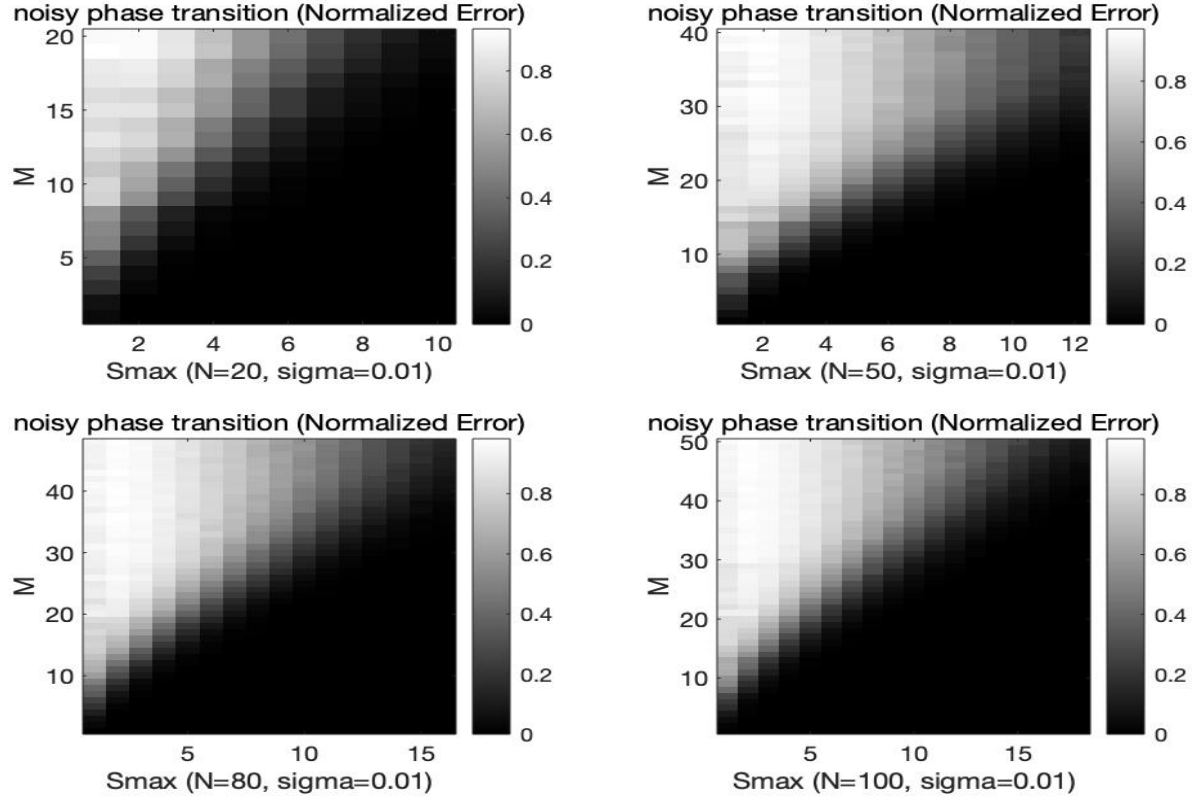 noisy phase transition (Normalized Error)
20
15
10
5
M
2 4 6 8 10
Smax (N=20, sigma=0.01)
0.8
0.6
0.4
0.2
0
noisy phase transition (Normalized Error)
40
30
20
10
M
2 4 6 8 10 12
Smax (N=50, sigma=0.01)
0.8
0.6
0.4
0.2
0
noisy phase transition (Normalized Error)
40
30
20
10
M
5 10 15
Smax (N=80, sigma=0.01)
0.8
0.6
0.4
0.2
0
noisy phase transition (Normalized Error)
50
40
30
20
10
M
5 10 15
Smax (N=100, sigma=0.01)
0.8
0.6
0.4
0.2
0